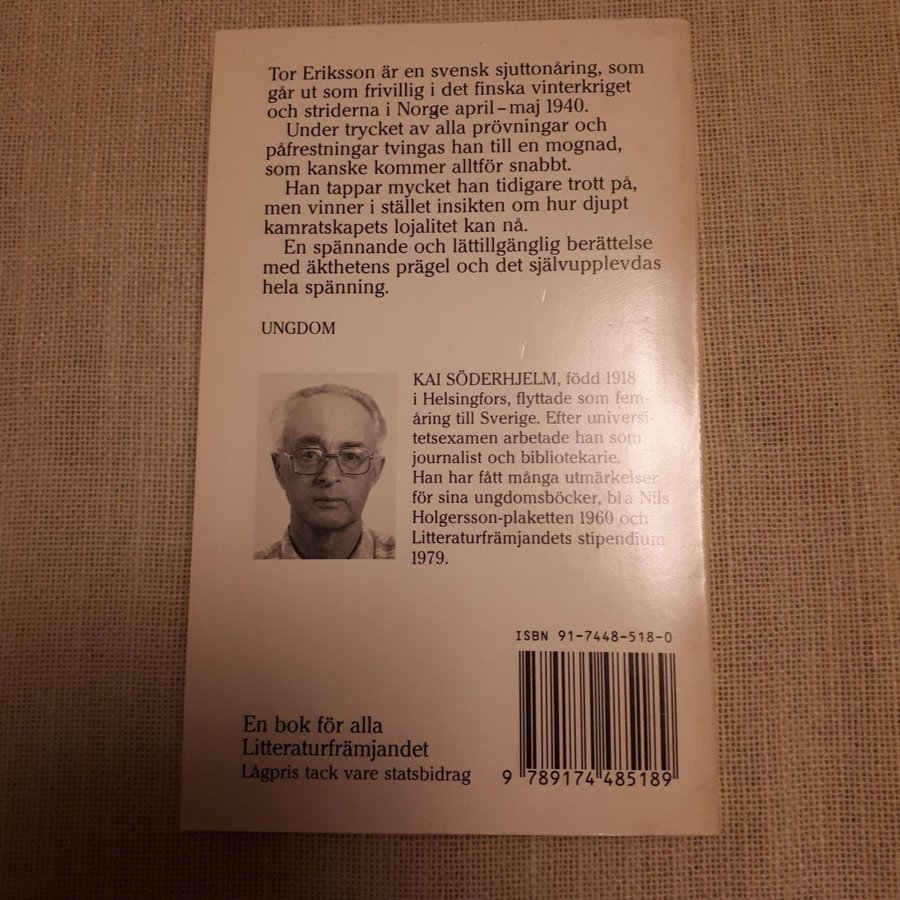 Tor Eriksson är en svensk sjuttonåring, som
går ut som frivillig i det finska vinterkriget
och striderna i Norge april–maj 1940.
Under trycket av alla prövningar och
påfrestningar tvingas han till en mognad,
som kanske kommer alltför snabbt.
Han tappar mycket han tidigare trott på,
men vinner i stället insikten om hur djupt
kamratskapets lojalitet kan nå.
En spännande och lättillgänglig berättelse
med äkthetens prägel och det självupplevdas
hela spänning.
UNGDOM
KAI SÖDERHJELM, född 1918
i Helsingfors, flyttade som fem-
åring till Sverige. Efter universi-
tetsexamen arbetade han som
journalist och bibliotekarie.
Han har fått många utmärkelser
för sina ungdomsböcker, bl a Nils
Holgersson-plaketten 1960 och
Litteraturfrämjandets stipendium
1979.
ISBN 91-7448-518-0
9 789174 485189
En bok för alla
Litteraturfrämjandet
Lågpris tack vare statsbidrag